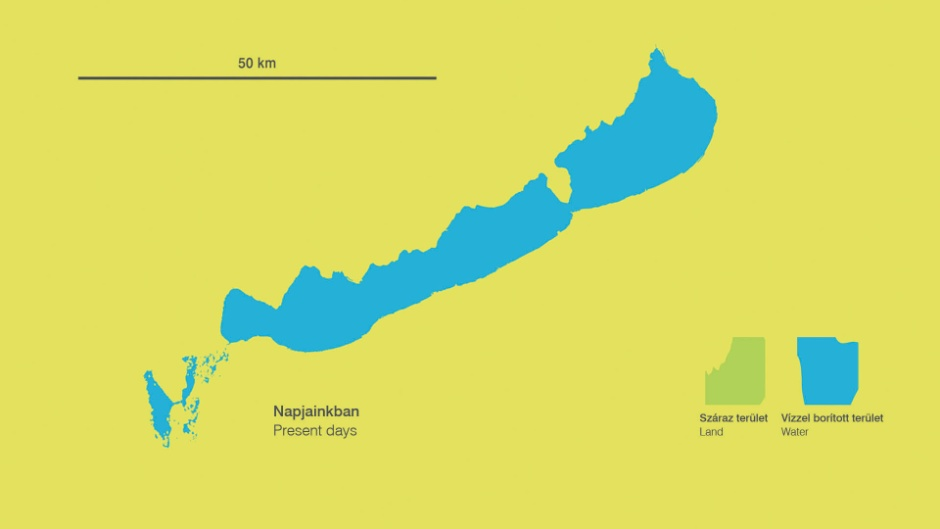 50 km
Napjainkban
Present days
Száraz terület
Land
Vízzel borított terület
Water